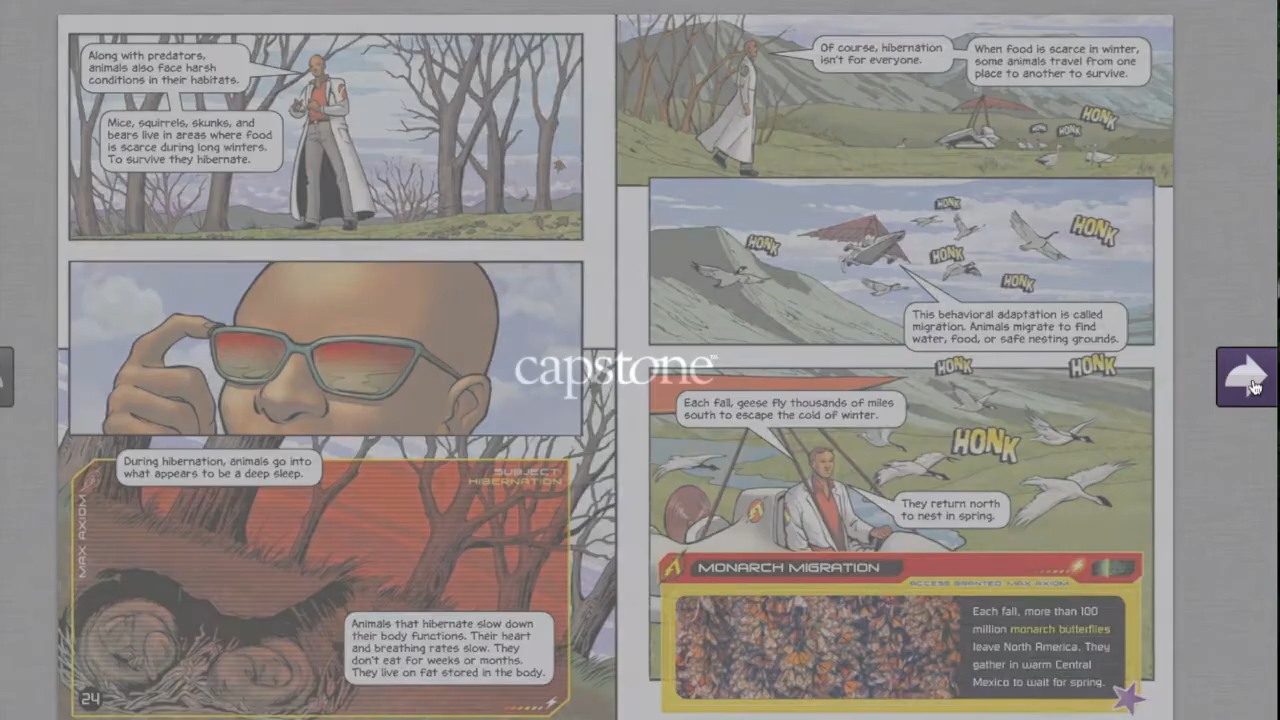 Along with predators,
animals also face harsh
conditions in their habitats.
Mice, squirrels, skunks, and
bears live in areas where food
is scarce during long winters.
To survive they hibernate.
During hibernation, animals go into
what appears to be a deep sleep.
SUBJECT:
HIBERNATION
MAX AXIOM
Animals that hibernate slow down
their body functions. Their heart
and breathing rates slow. They
don't eat for weeks or months.
They live on fat stored in the body.
24
Of course, hibernation
isn't for everyone.
When food is scarce in winter,
some animals travel from one
place to another to survive.
HONK
HONK
HONK
HONK
HONK
HONK
HONK
HONK
This behavioral adaptation is called
migration. Animals migrate to find
water, food, or safe nesting grounds.
capstone™
HONK
HONK
Each fall, geese fly thousands of miles
south to escape the cold of winter.
HONK
They return north
to nest in spring.
MONARCH MIGRATION
ACCESS GRANTED: MAX AXIOM
Each fall, more than 100
million monarch butterflies
leave North America. They
gather in warm Central
Mexico to wait for spring.